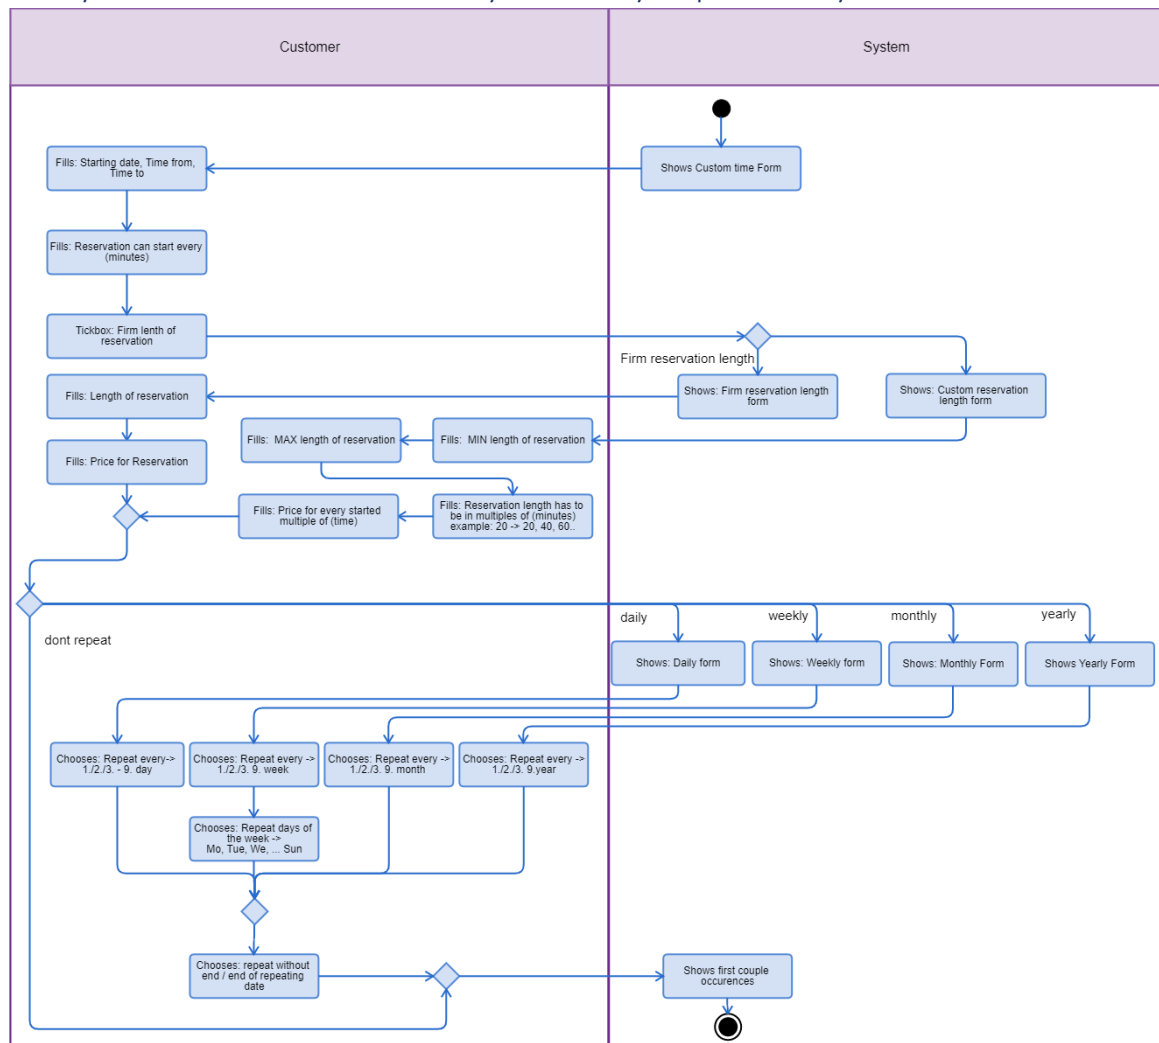 Customer
System
Shows Custom time Form
Fills: Starting date, Time from,
Time to
Fills: Reservation can start every
(minutes)
Tickbox: Firm lenth of
reservation
Firm reservation length
Shows: Firm reservation length
form
Shows: Custom reservation
length form
Fills: Length of reservation
Fills:  MAX length of reservation
Fills:  MIN length of reservation
Fills: Price for Reservation
Fills: Price for every started
multiple of (time)
Fills: Reservation length has to
be in multiples of (minutes)
example: 20 -> 20, 40, 60..
dont repeat
daily
weekly
monthly
yearly
Shows: Daily form
Shows: Weekly form
Shows: Monthly Form
Shows Yearly Form
Chooses: Repeat every->
1./2./3. - 9. day
Chooses: Repeat every ->
1./2./3. 9. week
Chooses: Repeat every ->
1./2./3. 9. month
Chooses: Repeat every ->
1./2./3. 9.year
Chooses: Repeat days of
the week ->
Mo, Tue, We, ... Sun
Chooses: repeat without
end / end of repeating
date
Shows first couple
occurences